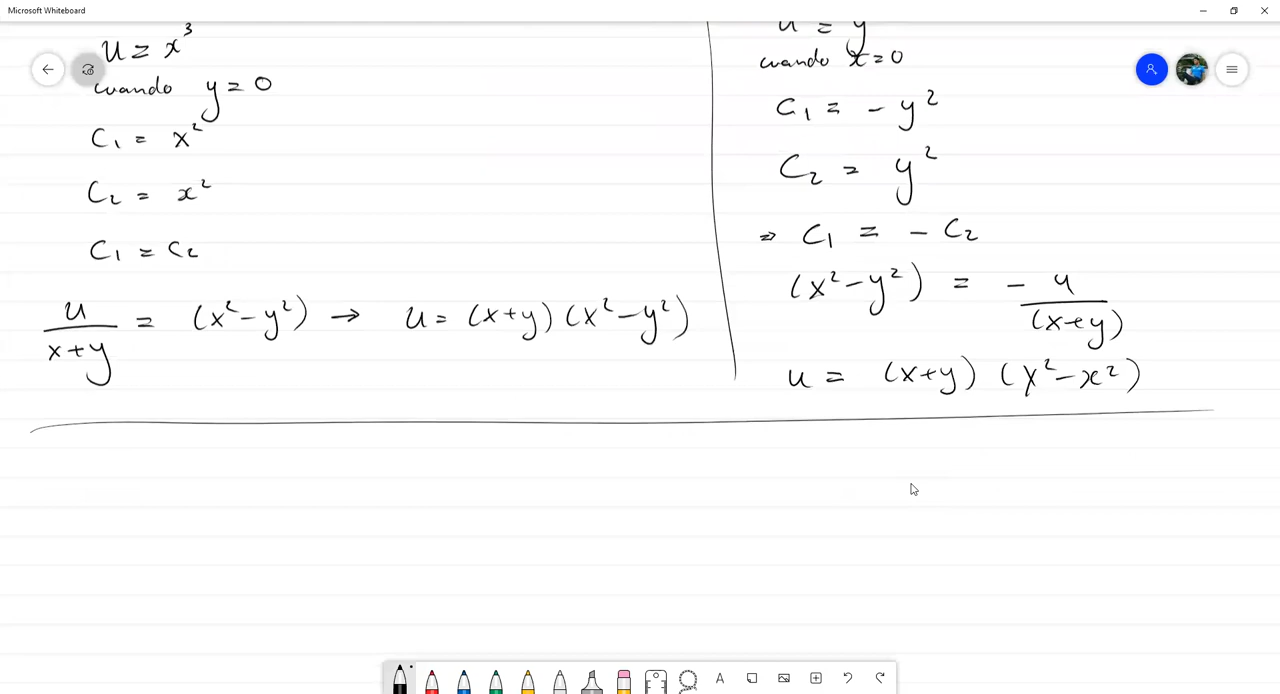 Microsoft Whiteboard
u = x³
cuando y = 0
C₁ = x²
C₂ = x²
C₁ = C₂
u/(x+y) = (x²-y²) → u = (x+y)(x²-y²)
u = y
cuando x = 0
C₁ = - y²
C₂ = y²
⇒ C₁ = - C₂
(x²-y²) = - u/(x+y)
u = (x+y) (y²-x²)
A